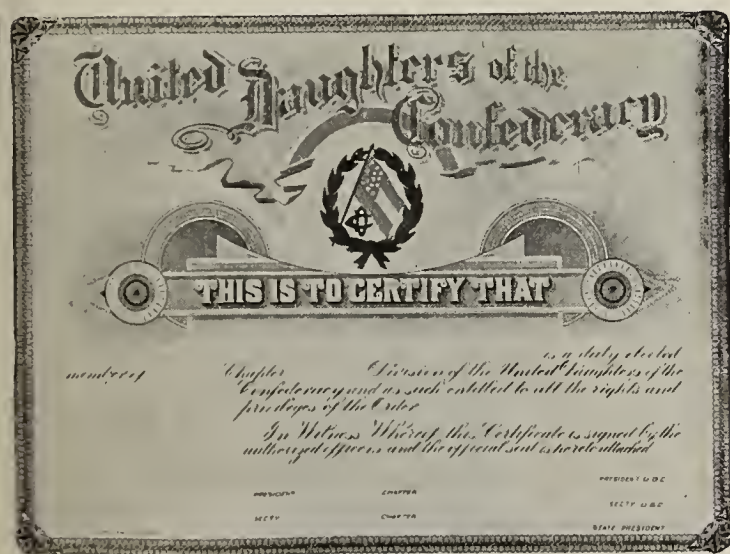 United Daughters of the
Confederacy
THIS IS TO CERTIFY THAT
is a duly elected
member of Chapter Division of the United Daughters of the
Confederacy and as such entitled to all the rights and
privileges of the Order
In Witness Whereof this Certificate is signed by the
authorized officers and the official seal is hereto attached
PRESIDENT U D C
PRESIDENT CHAPTER
SECTY U D C
SECTY CHAPTER
STATE PRESIDENT